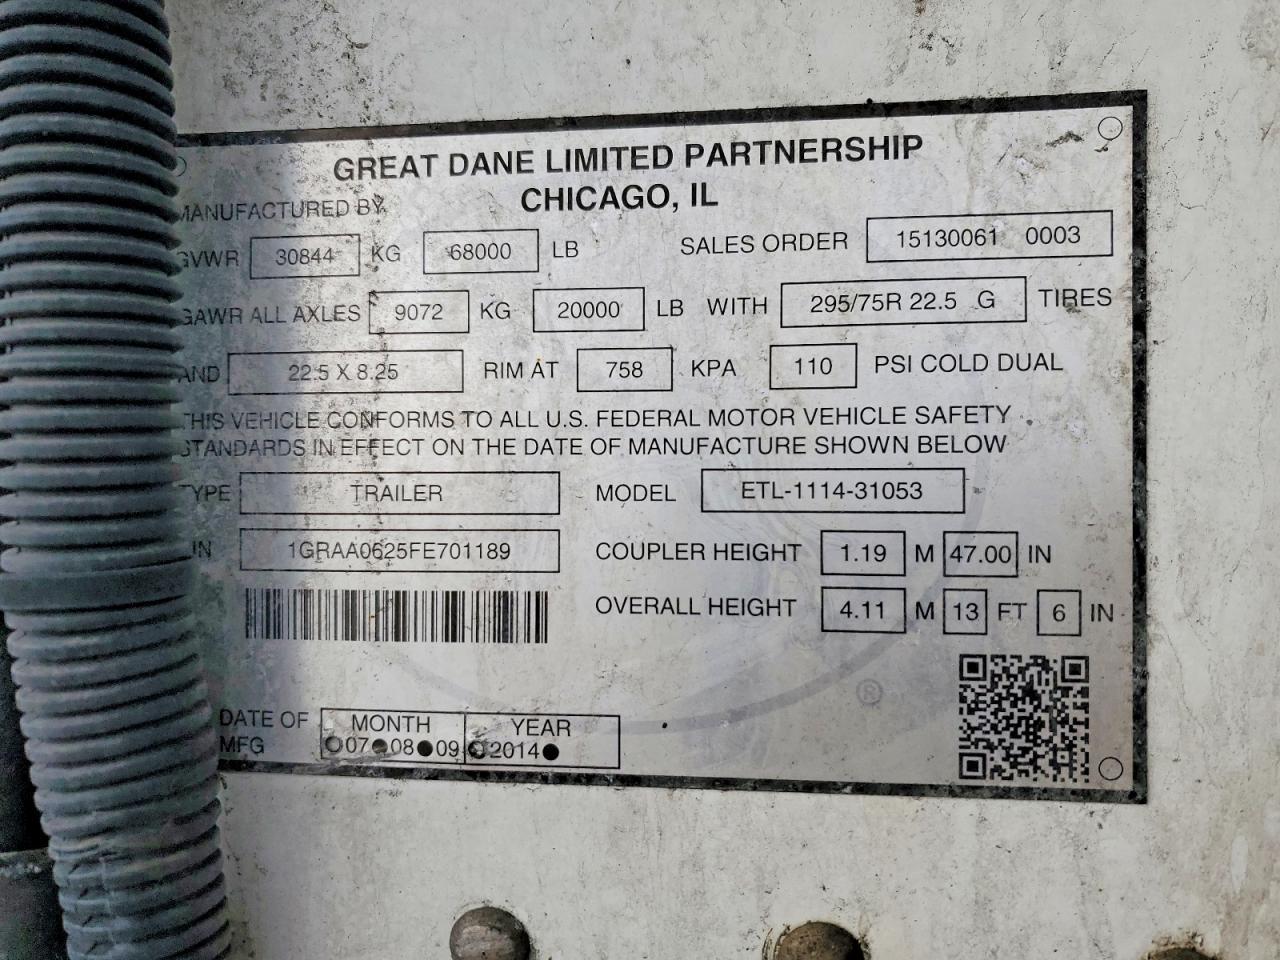 GREAT DANE LIMITED PARTNERSHIP
CHICAGO, IL
MANUFACTURED BY
GVWR 30844 KG 68000 LB SALES ORDER 15130061 0003
GAWR ALL AXLES 9072 KG 20000 LB WITH 295/75R 22.5 G TIRES
AND 22.5 X 8.25 RIM AT 758 KPA 110 PSI COLD DUAL
THIS VEHICLE CONFORMS TO ALL U.S. FEDERAL MOTOR VEHICLE SAFETY
STANDARDS IN EFFECT ON THE DATE OF MANUFACTURE SHOWN BELOW
TYPE TRAILER MODEL ETL-1114-31053
IN 1GRAA0625FE701189 COUPLER HEIGHT 1.19 M 47.00 IN
OVERALL HEIGHT 4.11 M 13 FT 6 IN
®
DATE OF MFG MONTH YEAR
07 08 09 2014